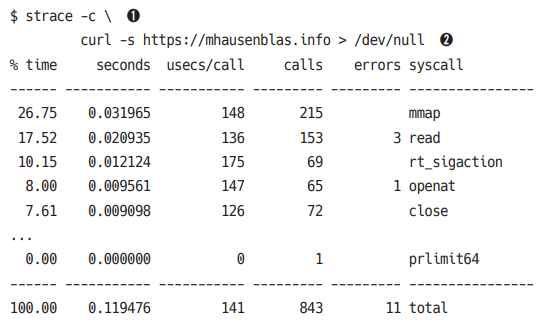 $ strace -c \ ❶
curl -s https://mhausenblas.info > /dev/null ❷
% time seconds usecs/call calls errors syscall
------ ----------- ----------- --------- --------- ----------------
26.75 0.031965 148 215 mmap
17.52 0.020935 136 153 3 read
10.15 0.012124 175 69 rt_sigaction
8.00 0.009561 147 65 1 openat
7.61 0.009098 126 72 close
...
0.00 0.000000 0 1 prlimit64
------ ----------- ----------- --------- --------- ----------------
100.00 0.119476 141 843 11 total